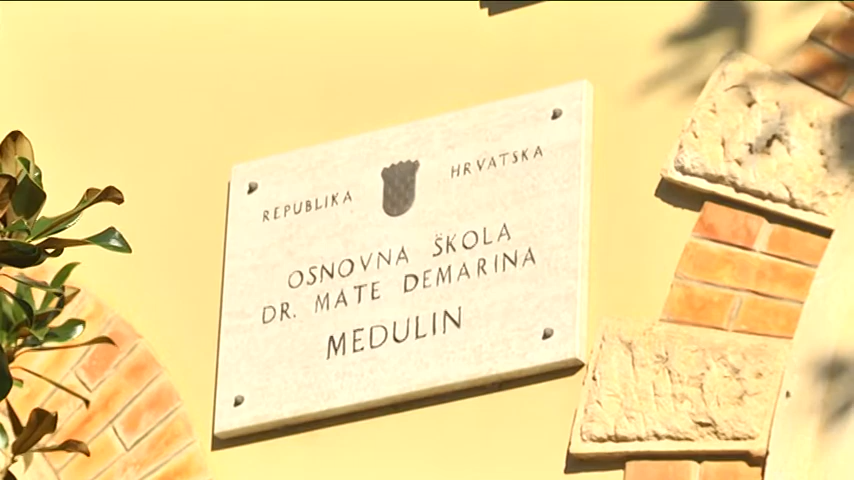 REPUBLIKA HRVATSKA
OSNOVNA ŠKOLA
DR. MATE DEMARINA
MEDULIN